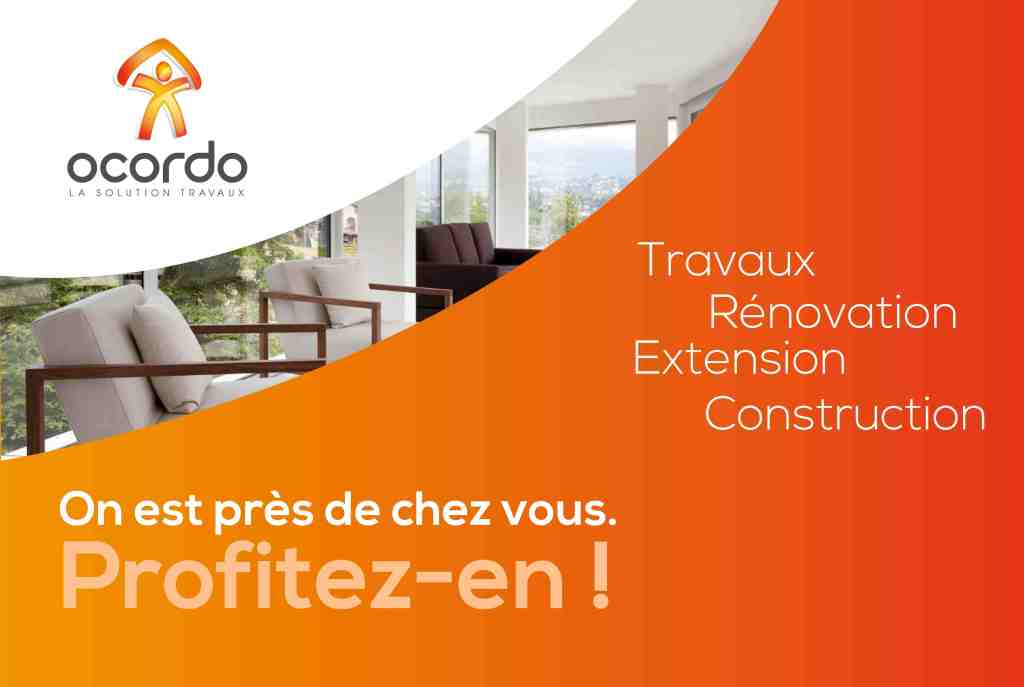 ocordo
LA SOLUTION TRAVAUX
Travaux
Rénovation
Extension
Construction
On est près de chez vous.
Profitez-en !